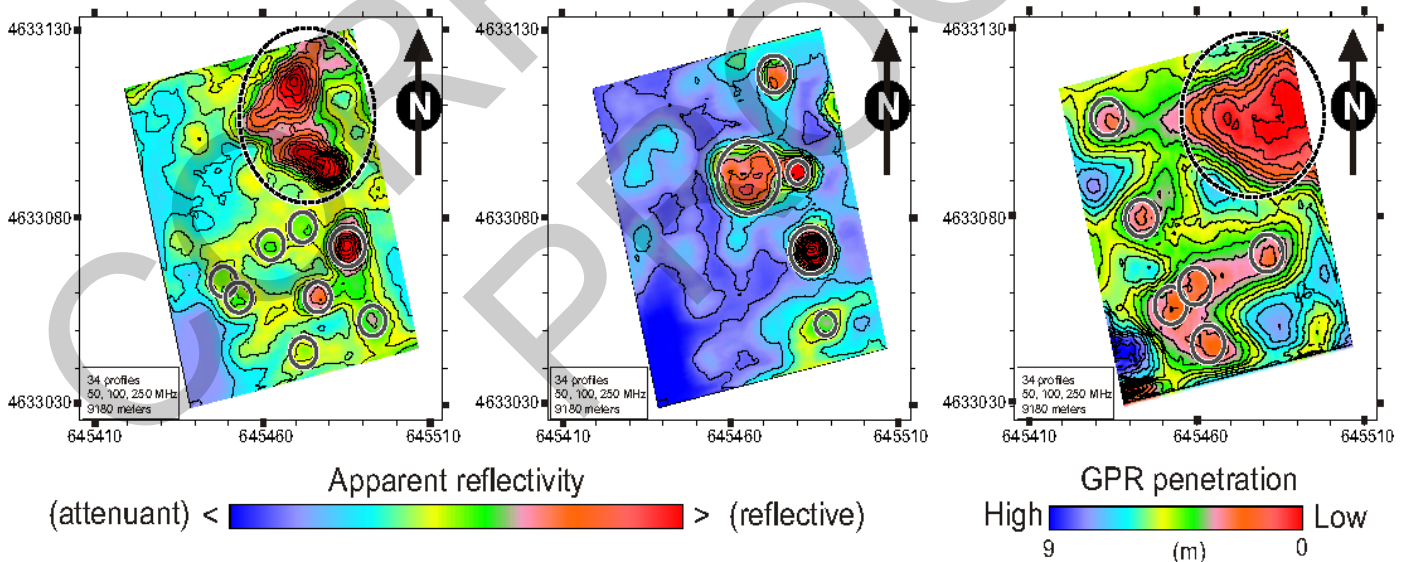 4633130
4633080
4633030
645410 645460 645510
N
34 profiles
50, 100, 250 MHz
9180 meters
4633130
4633080
4633030
645410 645460 645510
N
34 profiles
50, 100, 250 MHz
9180 meters
4633130
4633080
4633030
645410 645460 645510
N
34 profiles
50, 100, 250 MHz
9180 meters
Apparent reflectivity
(attenuant) < > (reflective)
GPR penetration
High Low
9 (m) 0